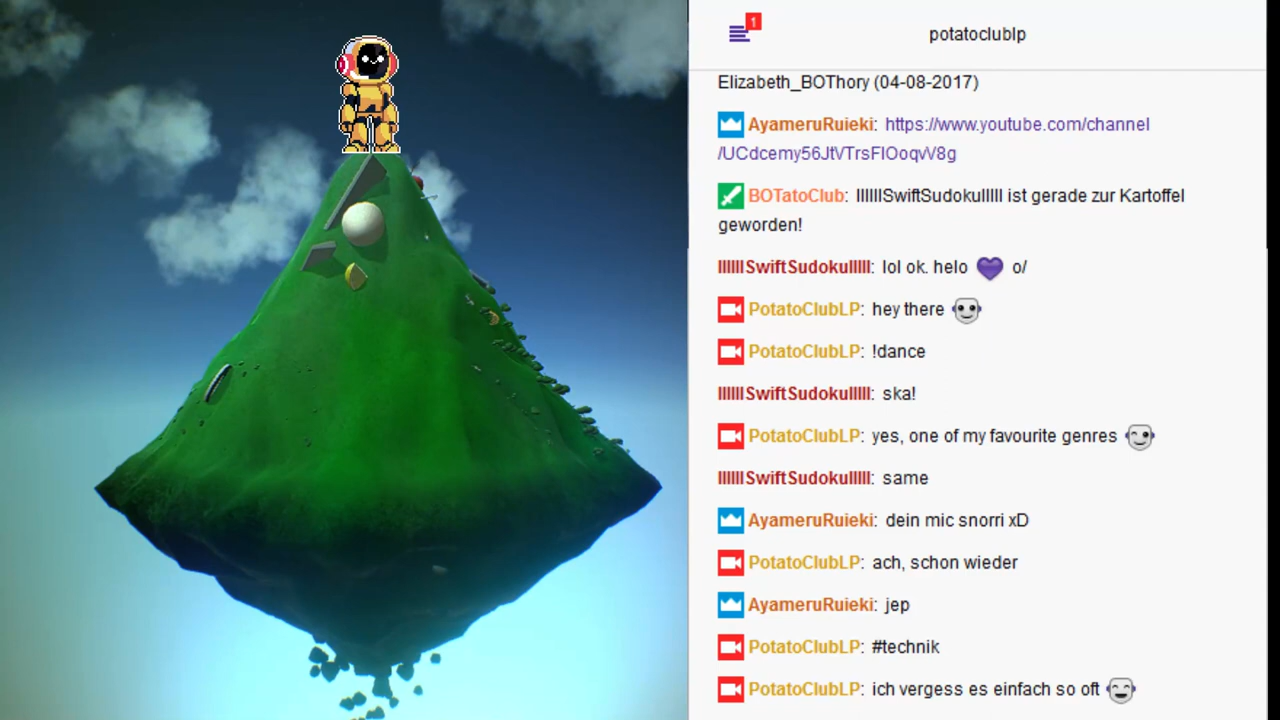 1
potatoclublp
Elizabeth_BOThory (04-08-2017)
AyameruRuieki: https://www.youtube.com/channel
/UCdcemy56JtVTrsFlOoqvV8g
BOTatoClub: IIIIIISwiftSudokuIIIII ist gerade zur Kartoffel
geworden!
IIIIIISwiftSudokuIIIII: lol ok. helo o/
PotatoClubLP: hey there
PotatoClubLP: !dance
IIIIIISwiftSudokuIIIII: ska!
PotatoClubLP: yes, one of my favourite genres
IIIIIISwiftSudokuIIIII: same
AyameruRuieki: dein mic snorri xD
PotatoClubLP: ach, schon wieder
AyameruRuieki: jep
PotatoClubLP: #technik
PotatoClubLP: ich vergess es einfach so oft